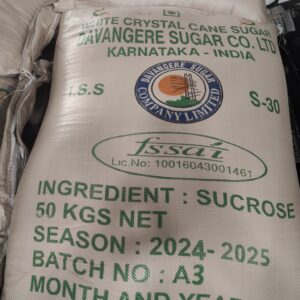 WHITE CRYSTAL CANE SUGAR
DAVANGERE SUGAR CO. LTD
KARNATAKA - INDIA
DAVANGERE SUGAR
COMPANY LIMITED
I.S.S
S-30
fssai
Lic.No: 10016043001461
INGREDIENT : SUCROSE
50 KGS NET
SEASON : 2024-2025
BATCH NO : A3
MONTH AND YEA